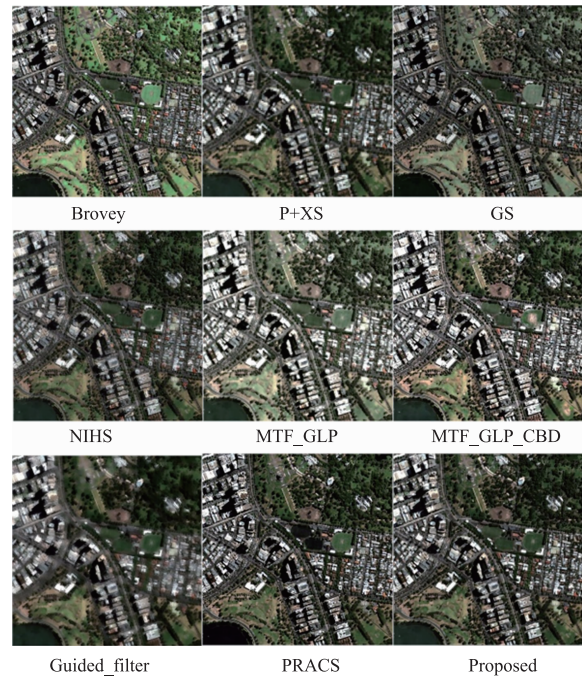 Brovey P+XS GS
NIHS MTF_GLP MTF_GLP_CBD
Guided_filter PRACS Proposed